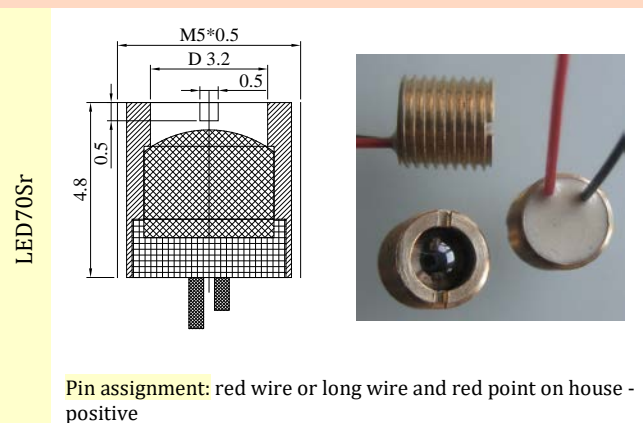 LED70Sr
M5*0.5
D 3.2
0.5
0.5
4.8
Pin assignment: red wire or long wire and red point on house -
positive